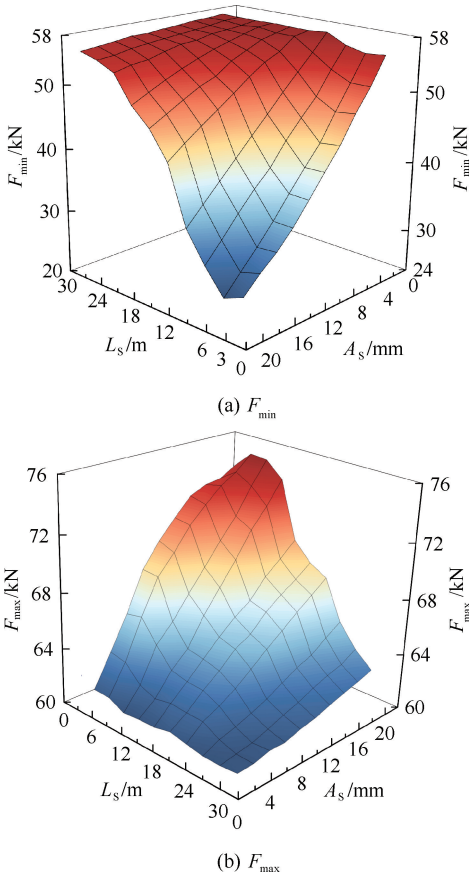 58
50
40
30
20
F_min/kN
58
50
40
30
24
F_min/kN
30 24 18 12 6 3 0
L_S/m
20 16 12 8 4 0
A_S/mm
(a) F_min
76
72
68
64
60
F_max/kN
76
72
68
64
60
F_max/kN
0 6 12 18 24 30
L_S/m
0 4 8 12 16 20
A_S/mm
(b) F_max